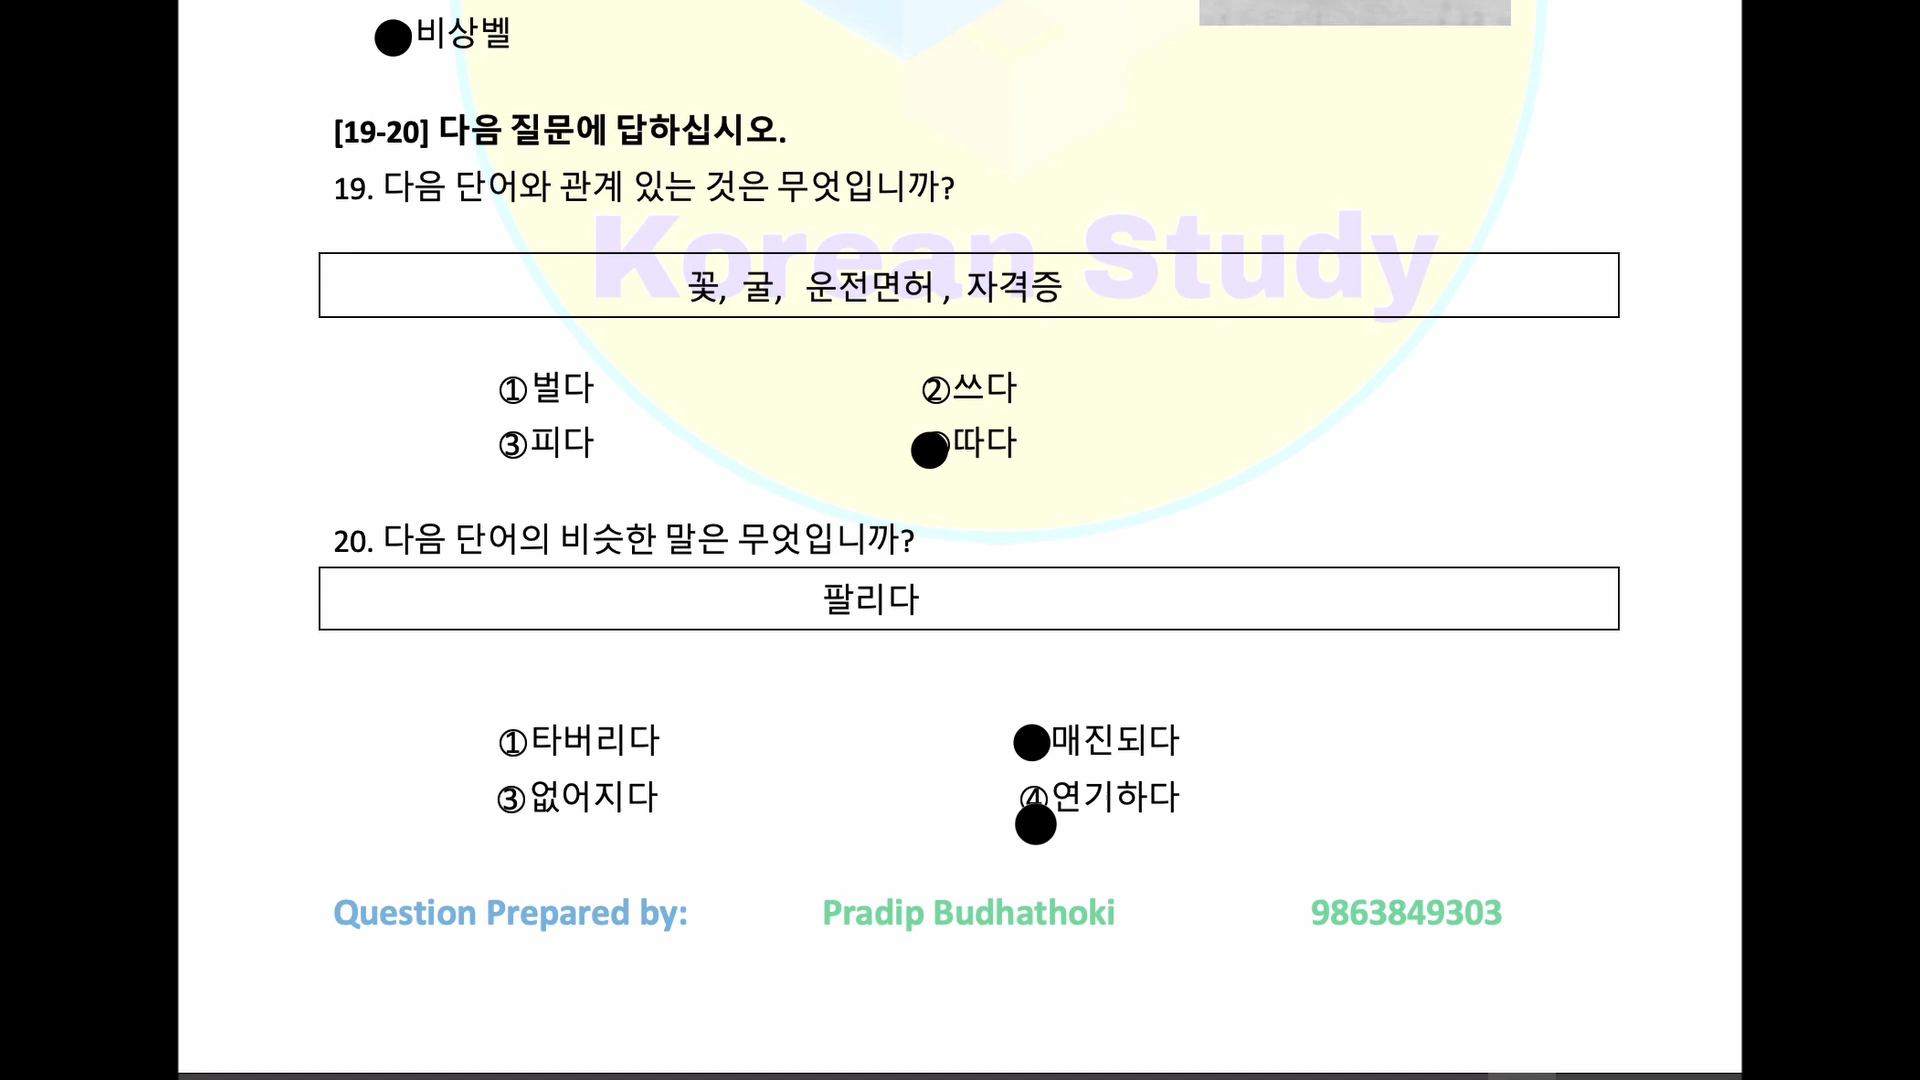 비상벨
[19-20] 다음 질문에 답하십시오.
19. 다음 단어와 관계 있는 것은 무엇입니까?
Korean Study
꽃, 굴, 운전면허 , 자격증
①벌다 ②쓰다
③피다 따다
20. 다음 단어의 비슷한 말은 무엇입니까?
팔리다
①타버리다 매진되다
③없어지다 ④연기하다
Question Prepared by: Pradip Budhathoki 9863849303